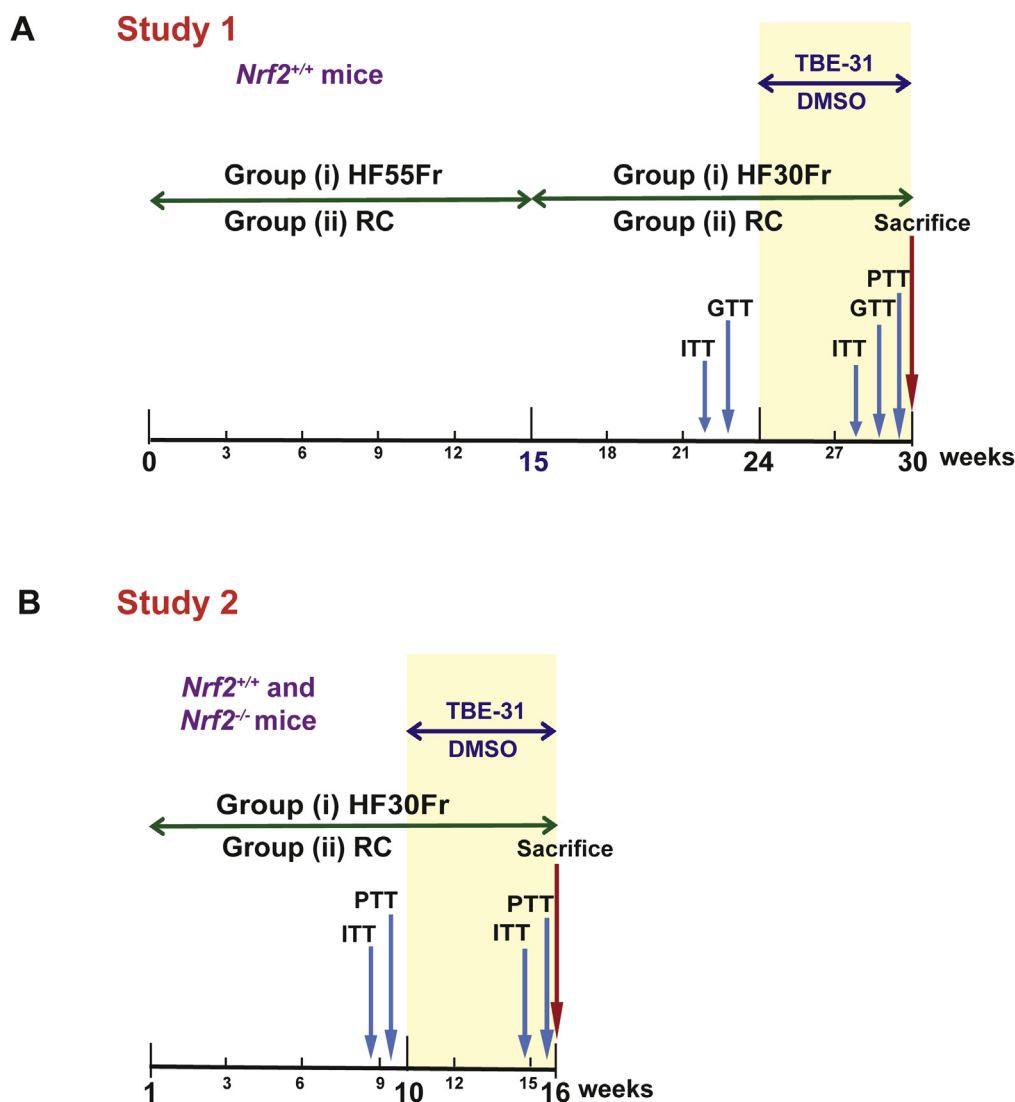 A Study 1
Nrf2+/+ mice
TBE-31
DMSO
Group (i) HF55Fr
Group (ii) RC
Group (i) HF30Fr
Group (ii) RC
Sacrifice
PTT
GTT
GTT
ITT
ITT
0 3 6 9 12 15 18 21 24 27 30 weeks
B Study 2
Nrf2+/+ and
Nrf2-/- mice
TBE-31
DMSO
Group (i) HF30Fr
Group (ii) RC
Sacrifice
PTT
PTT
ITT
ITT
1 3 6 9 10 12 15 16 weeks